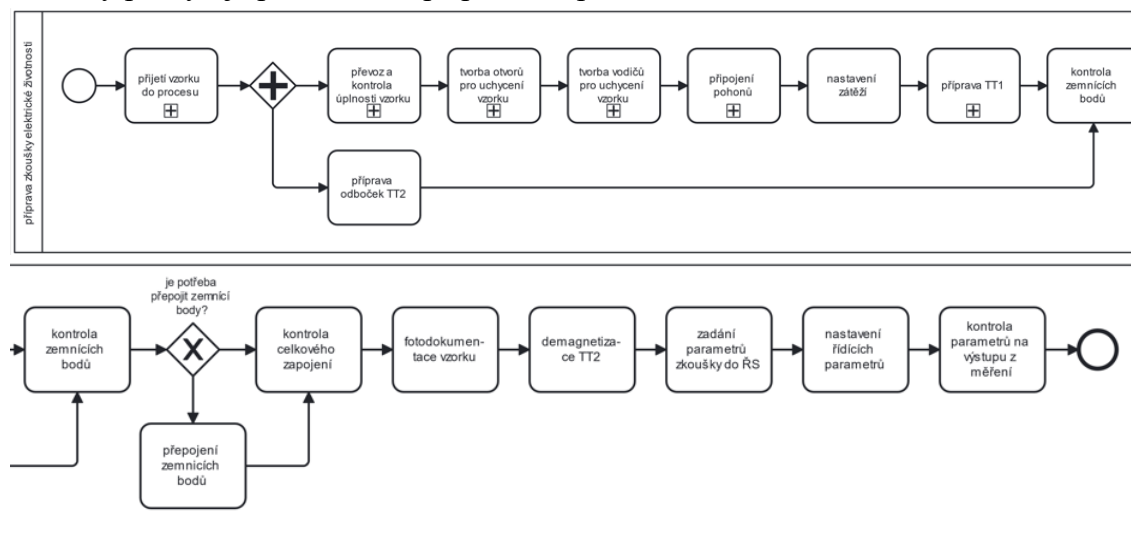 příprava zkoušky elektrické životnosti
přijetí vzorku
do procesu
převoz a
kontrola
úplnosti vzorku
tvorba otvorů
pro uchycení
vzorku
tvorba vodičů
pro uchycení
vzorku
připojení
pohonů
nastavení
zátěží
příprava TT1
kontrola
zemnících
bodů
příprava
odboček TT2
je potřeba
přepojit zemnící
body?
kontrola
zemnících
bodů
kontrola
celkového
zapojení
fotodokumen-
tace vzorku
demagnetiza-
ce TT2
zadání
parametrů
zkoušky do ŘS
nastavení
řídících
parametrů
kontrola
parametrů na
výstupu z
měření
přepojení
zemnicích
bodů